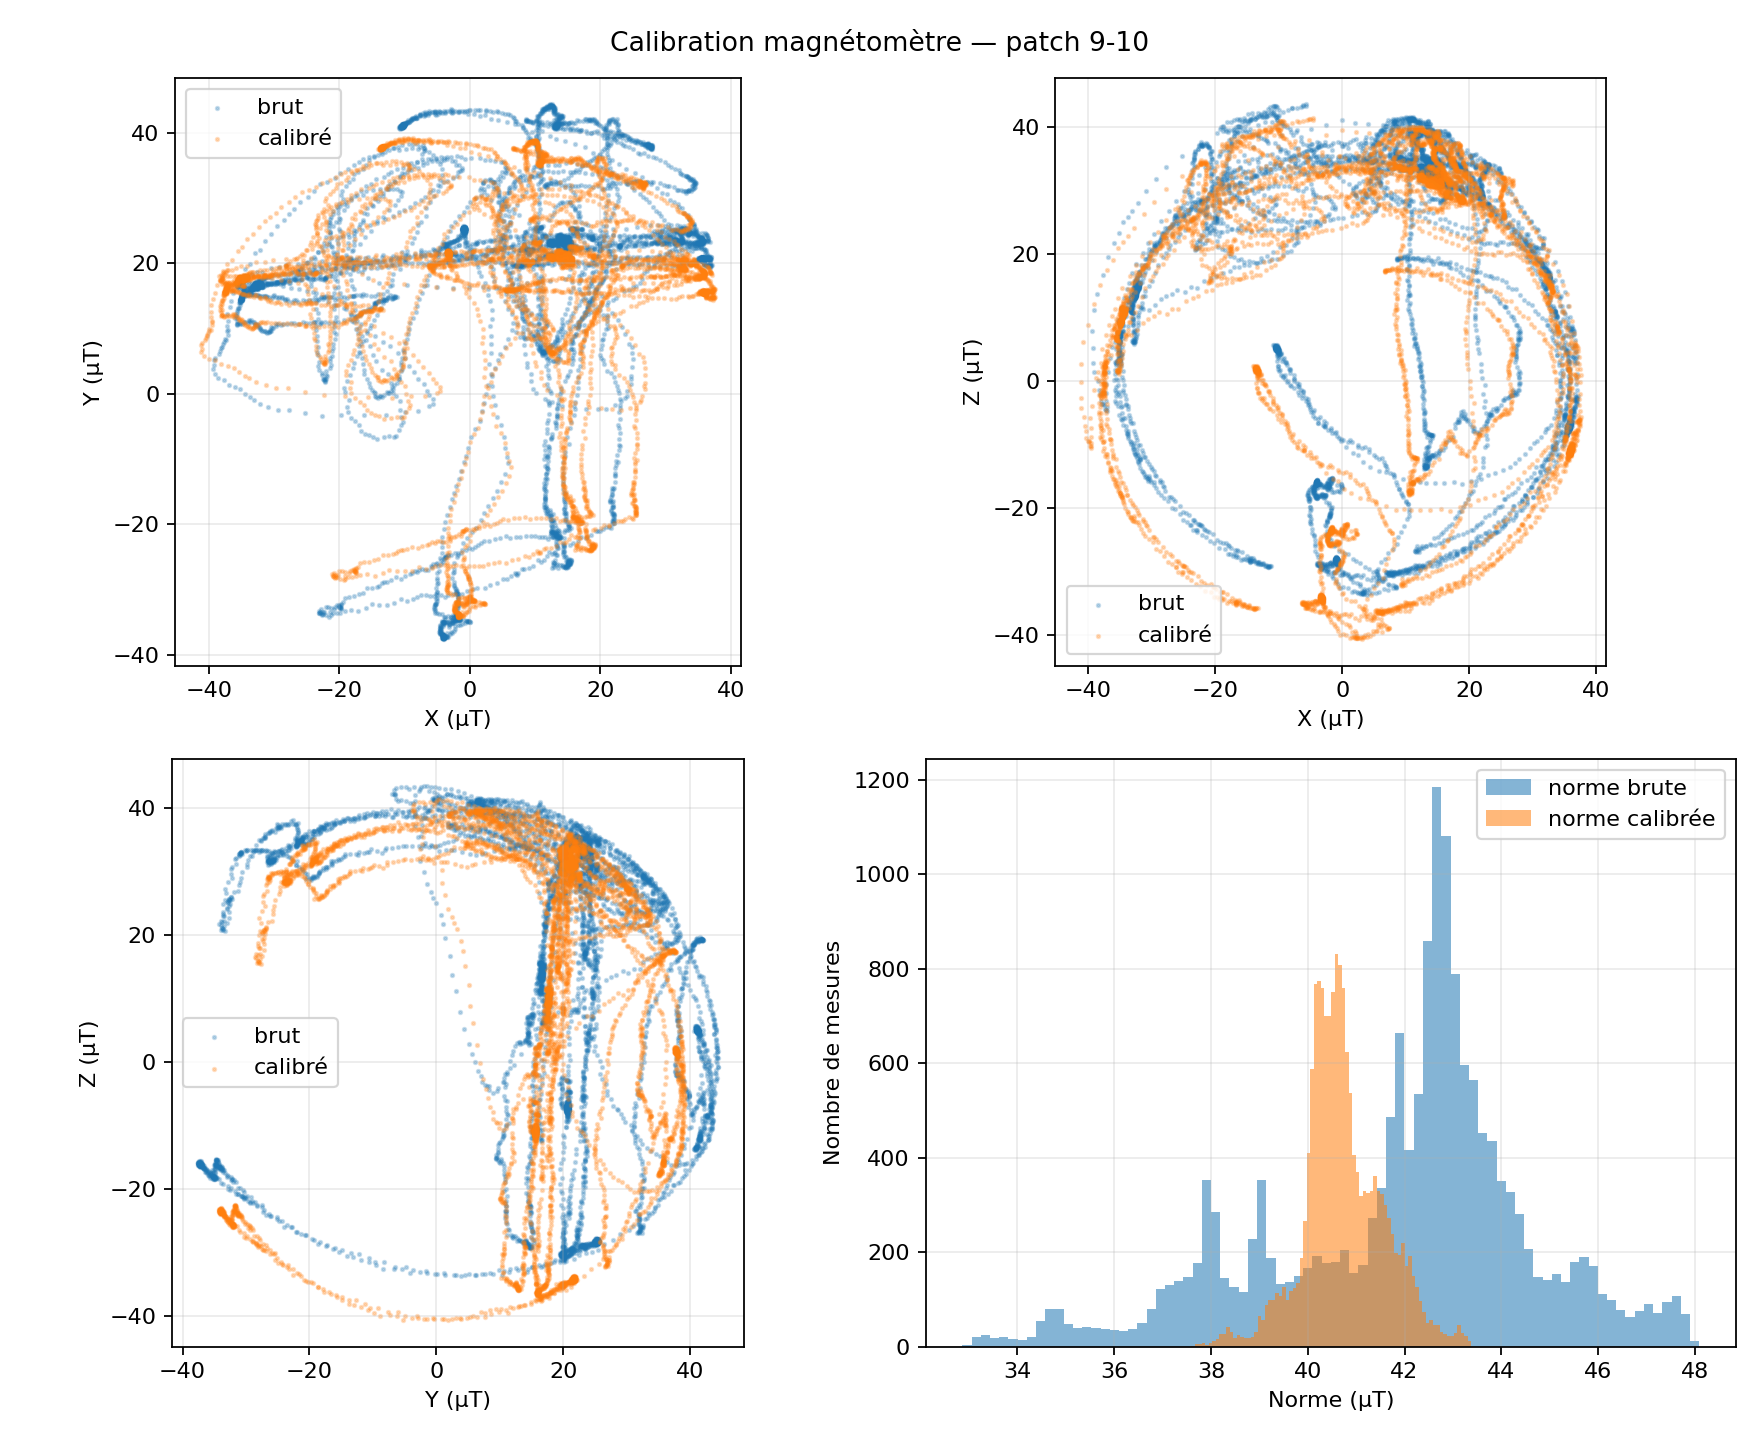 Calibration magnétomètre — patch 9-10
brut
calibré
40
20
0
−20
−40
Y (µT)
−40
−20
0
20
40
X (µT)
40
20
0
−20
−40
Z (µT)
brut
calibré
−40
−20
0
20
40
X (µT)
40
20
0
−20
−40
Z (µT)
brut
calibré
−40
−20
0
20
40
Y (µT)
1200
1000
800
600
400
200
0
Nombre de mesures
norme brute
norme calibrée
34
36
38
40
42
44
46
48
Norme (µT)